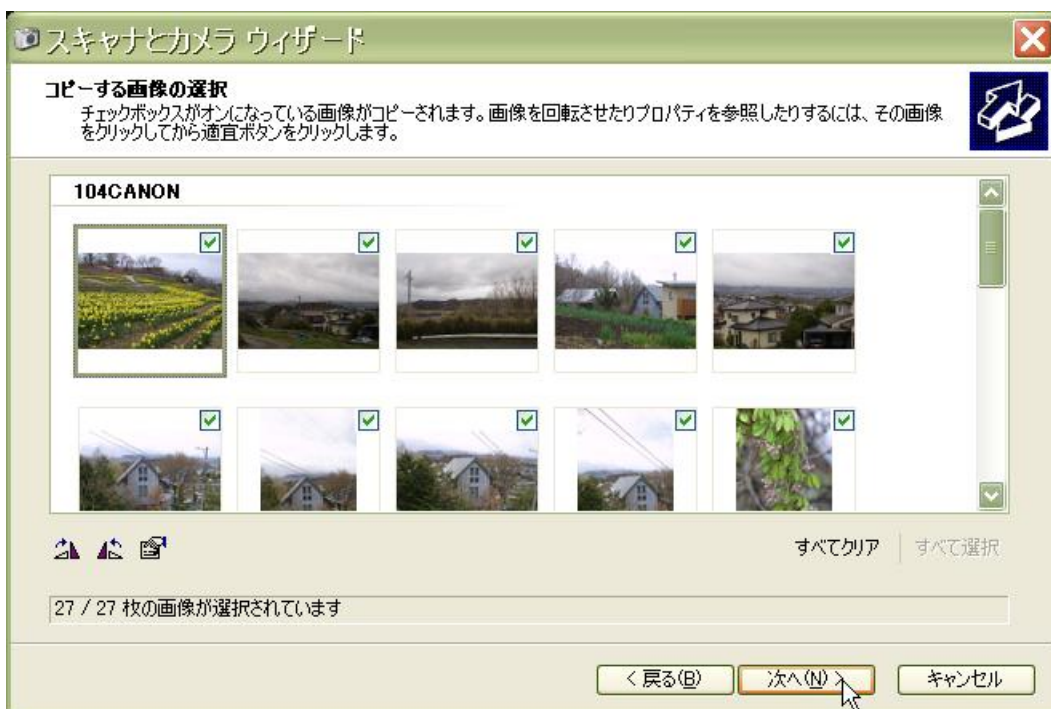 スキャナとカメラ ウィザード
コピーする画像の選択
チェックボックスがオンになっている画像がコピーされます。画像を回転させたりプロパティを参照したりするには、その画像
をクリックしてから適宜ボタンをクリックします。
104CANON
すべてクリア すべて選択
27 / 27 枚の画像が選択されています
< 戻る(B) 次へ(N) > キャンセル